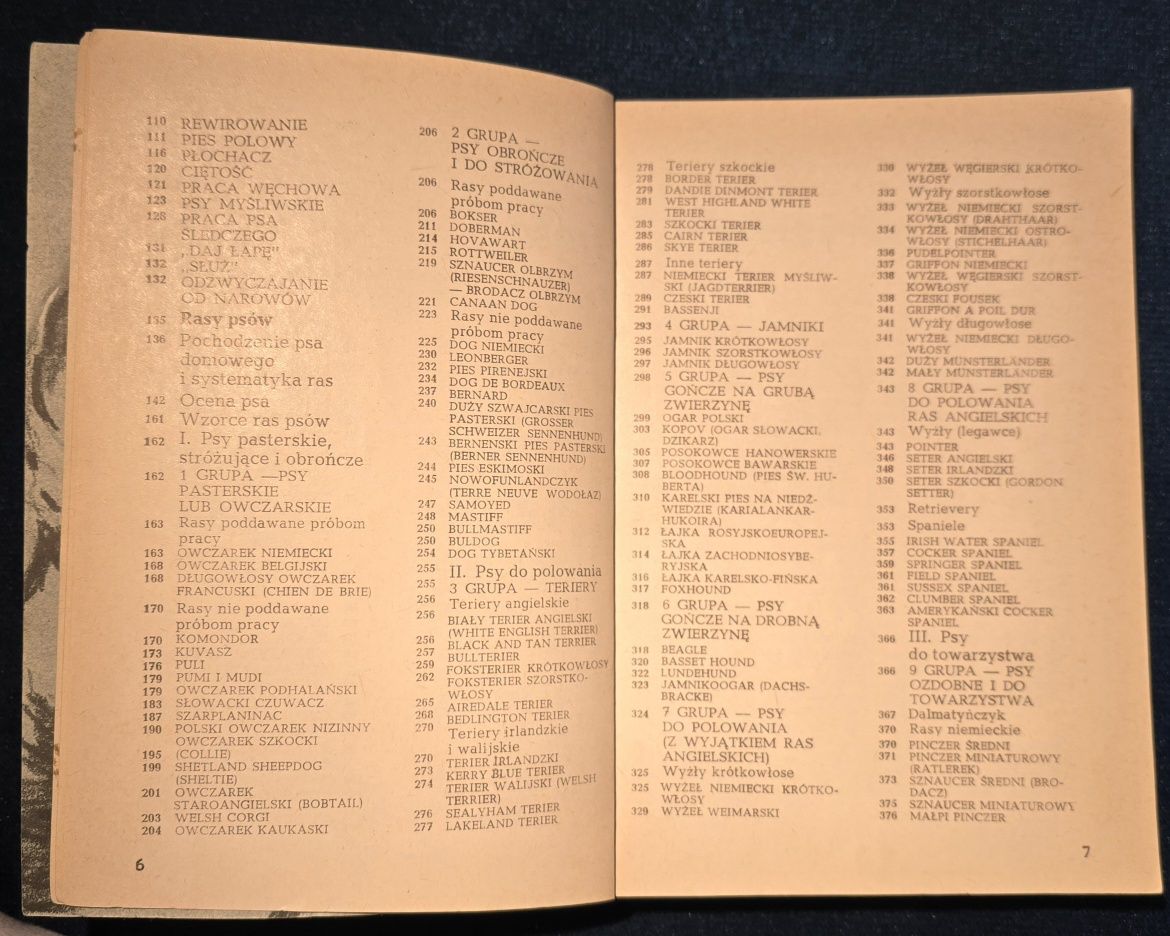 110 REWIROWANIE
111 PIES POLOWY
116 PŁOCHACZ
120 CIĘTOŚĆ
121 PRACA WĘCHOWA
123 PSY MYŚLIWSKIE
128 PRACA PSA
ŚLEDCZEGO
131 „DAJ ŁAPĘ”
132 „SŁUŻ”
132 ODZWYCZAJANIE
OD NAROWÓW
135 Rasy psów
136 Pochodzenie psa
domowego
i systematyka ras
142 Ocena psa
161 Wzorce ras psów
162 I. Psy pasterskie,
stróżujące i obrończe
162 1 GRUPA —PSY
PASTERSKIE
LUB OWCZARSKIE
163 Rasy poddawane próbom
pracy
163 OWCZAREK NIEMIECKI
168 OWCZAREK BELGIJSKI
168 DŁUGOWŁOSY OWCZAREK
FRANCUSKI (CHIEN DE BRIE)
170 Rasy nie poddawane
próbom pracy
170 KOMONDOR
173 KUVASZ
176 PULI
179 PUMI I MUDI
179 OWCZAREK PODHALAŃSKI
183 SŁOWACKI CZUWACZ
187 SZARPLANINAC
190 POLSKI OWCZAREK NIZINNY
OWCZAREK SZKOCKI
195 (COLLIE)
199 SHETLAND SHEEPDOG
(SHELTIE)
201 OWCZAREK
STAROANGIELSKI (BOBTAIL)
203 WELSH CORGI
204 OWCZAREK KAUKASKI
6
206 2 GRUPA —
PSY OBROŃCZE
I DO STRÓŻOWANIA
206 Rasy poddawane
próbom pracy
206 BOKSER
211 DOBERMAN
214 HOVAWART
215 ROTTWEILER
219 SZNAUCER OLBRZYM
(RIESENSCHNAUZER)
— BRODACZ OLBRZYM
221 CANAAN DOG
223 Rasy nie poddawane
próbom pracy
225 DOG NIEMIECKI
230 LEONBERGER
232 PIES PIRENEJSKI
234 DOG DE BORDEAUX
237 BERNARD
240 DUŻY SZWAJCARSKI PIES
PASTERSKI (GROSSER
SCHWEIZER SENNENHUND)
243 BERNENSKI PIES PASTERSKI
(BERNER SENNENHUND)
244 PIES ESKIMOSKI
245 NOWOFUNLANDCZYK
(TERRE NEUVE WODOŁAZ)
247 SAMOYED
248 MASTIFF
250 BULLMASTIFF
250 BULDOG
254 DOG TYBETAŃSKI
255 II. Psy do polowania
255 3 GRUPA — TERIERY
256 Teriery angielskie
256 BIAŁY TERIER ANGIELSKI
(WHITE ENGLISH TERRIER)
256 BLACK AND TAN TERRIER
257 BULLTERIER
259 FOKSTERIER KRÓTKOWŁOSY
262 FOKSTERIER SZORSTKO-
WŁOSY
265 AIREDALE TERIER
268 BEDLINGTON TERIER
270 Teriery irlandzkie
i walijskie
270 TERIER IRLANDZKI
273 KERRY BLUE TERIER
274 TERIER WALIJSKI (WELSH
TERRIER)
276 SEALYHAM TERIER
277 LAKELAND TERIER
278 Teriery szkockie
278 BORDER TERIER
279 DANDIE DINMONT TERIER
281 WEST HIGHLAND WHITE
TERIER
283 SZKOCKI TERIER
285 CAIRN TERIER
286 SKYE TERIER
287 Inne teriery
287 NIEMIECKI TERIER MYŚLIW-
SKI (JAGDTERRIER)
289 CZESKI TERIER
291 BASSENJI
293 4 GRUPA — JAMNIKI
295 JAMNIK KRÓTKOWŁOSY
296 JAMNIK SZORSTKOWŁOSY
297 JAMNIK DŁUGOWŁOSY
298 5 GRUPA — PSY
GOŃCZE NA GRUBĄ
ZWIERZYNĘ
299 OGAR POLSKI
303 KOPOV (OGAR SŁOWACKI,
DZIKARZ)
305 POSOKOWCE HANOWERSKIE
307 POSOKOWCE BAWARSKIE
308 BLOODHOUND (PIES ŚW. HU-
BERTA)
310 KARELSKI PIES NA NIEDŹ-
WIEDZIE (KARIALANKAR-
HUKOIRA)
312 ŁAJKA ROSYJSKOEUROPEJ-
SKA
314 ŁAJKA ZACHODNIOSYBE-
RYJSKA
316 ŁAJKA KARELSKO-FIŃSKA
317 FOXHOUND
318 6 GRUPA — PSY
GOŃCZE NA DROBNĄ
ZWIERZYNĘ
318 BEAGLE
320 BASSET HOUND
322 LUNDEHUND
323 JAMNIKOOGAR (DACHS-
BRACKE)
324 7 GRUPA — PSY
DO POLOWANIA
(Z WYJĄTKIEM RAS
ANGIELSKICH)
325 Wyżły krótkowłose
325 WYŻEŁ NIEMIECKI KRÓTKO-
WŁOSY
329 WYŻEŁ WEIMARSKI
330 WYŻEŁ WĘGIERSKI KRÓTKO-
WŁOSY
332 Wyżły szorstkowłose
333 WYŻEŁ NIEMIECKI SZORST-
KOWŁOSY (DRAHTHAAR)
334 WYŻEŁ NIEMIECKI OSTRO-
WŁOSY (STICHELHAAR)
336 PUDELPOINTER
337 GRIFFON NIEMIECKI
338 WYŻEŁ WĘGIERSKI SZORST-
KOWŁOSY
338 CZESKI FOUSEK
341 GRIFFON A POIL DUR
341 Wyżły długowłose
341 WYŻEŁ NIEMIECKI DŁUGO-
WŁOSY
342 DUŻY MÜNSTERLÄNDER
342 MAŁY MÜNSTERLÄNDER
343 8 GRUPA — PSY
DO POLOWANIA
RAS ANGIELSKICH
343 Wyżły (legawce)
343 POINTER
346 SETER ANGIELSKI
348 SETER IRLANDZKI
350 SETER SZKOCKI (GORDON
SETTER)
353 Retrievery
353 Spaniele
355 IRISH WATER SPANIEL
357 COCKER SPANIEL
359 SPRINGER SPANIEL
361 FIELD SPANIEL
361 SUSSEX SPANIEL
362 CLUMBER SPANIEL
363 AMERYKAŃSKI COCKER
SPANIEL
366 III. Psy
do towarzystwa
366 9 GRUPA — PSY
OZDOBNE I DO
TOWARZYSTWA
367 Dalmatyńczyk
370 Rasy niemieckie
370 PINCZER ŚREDNI
371 PINCZER MINIATUROWY
(RATLEREK)
373 SZNAUCER ŚREDNI (BRO-
DACZ)
375 SZNAUCER MINIATUROWY
376 MAŁPI PINCZER
7